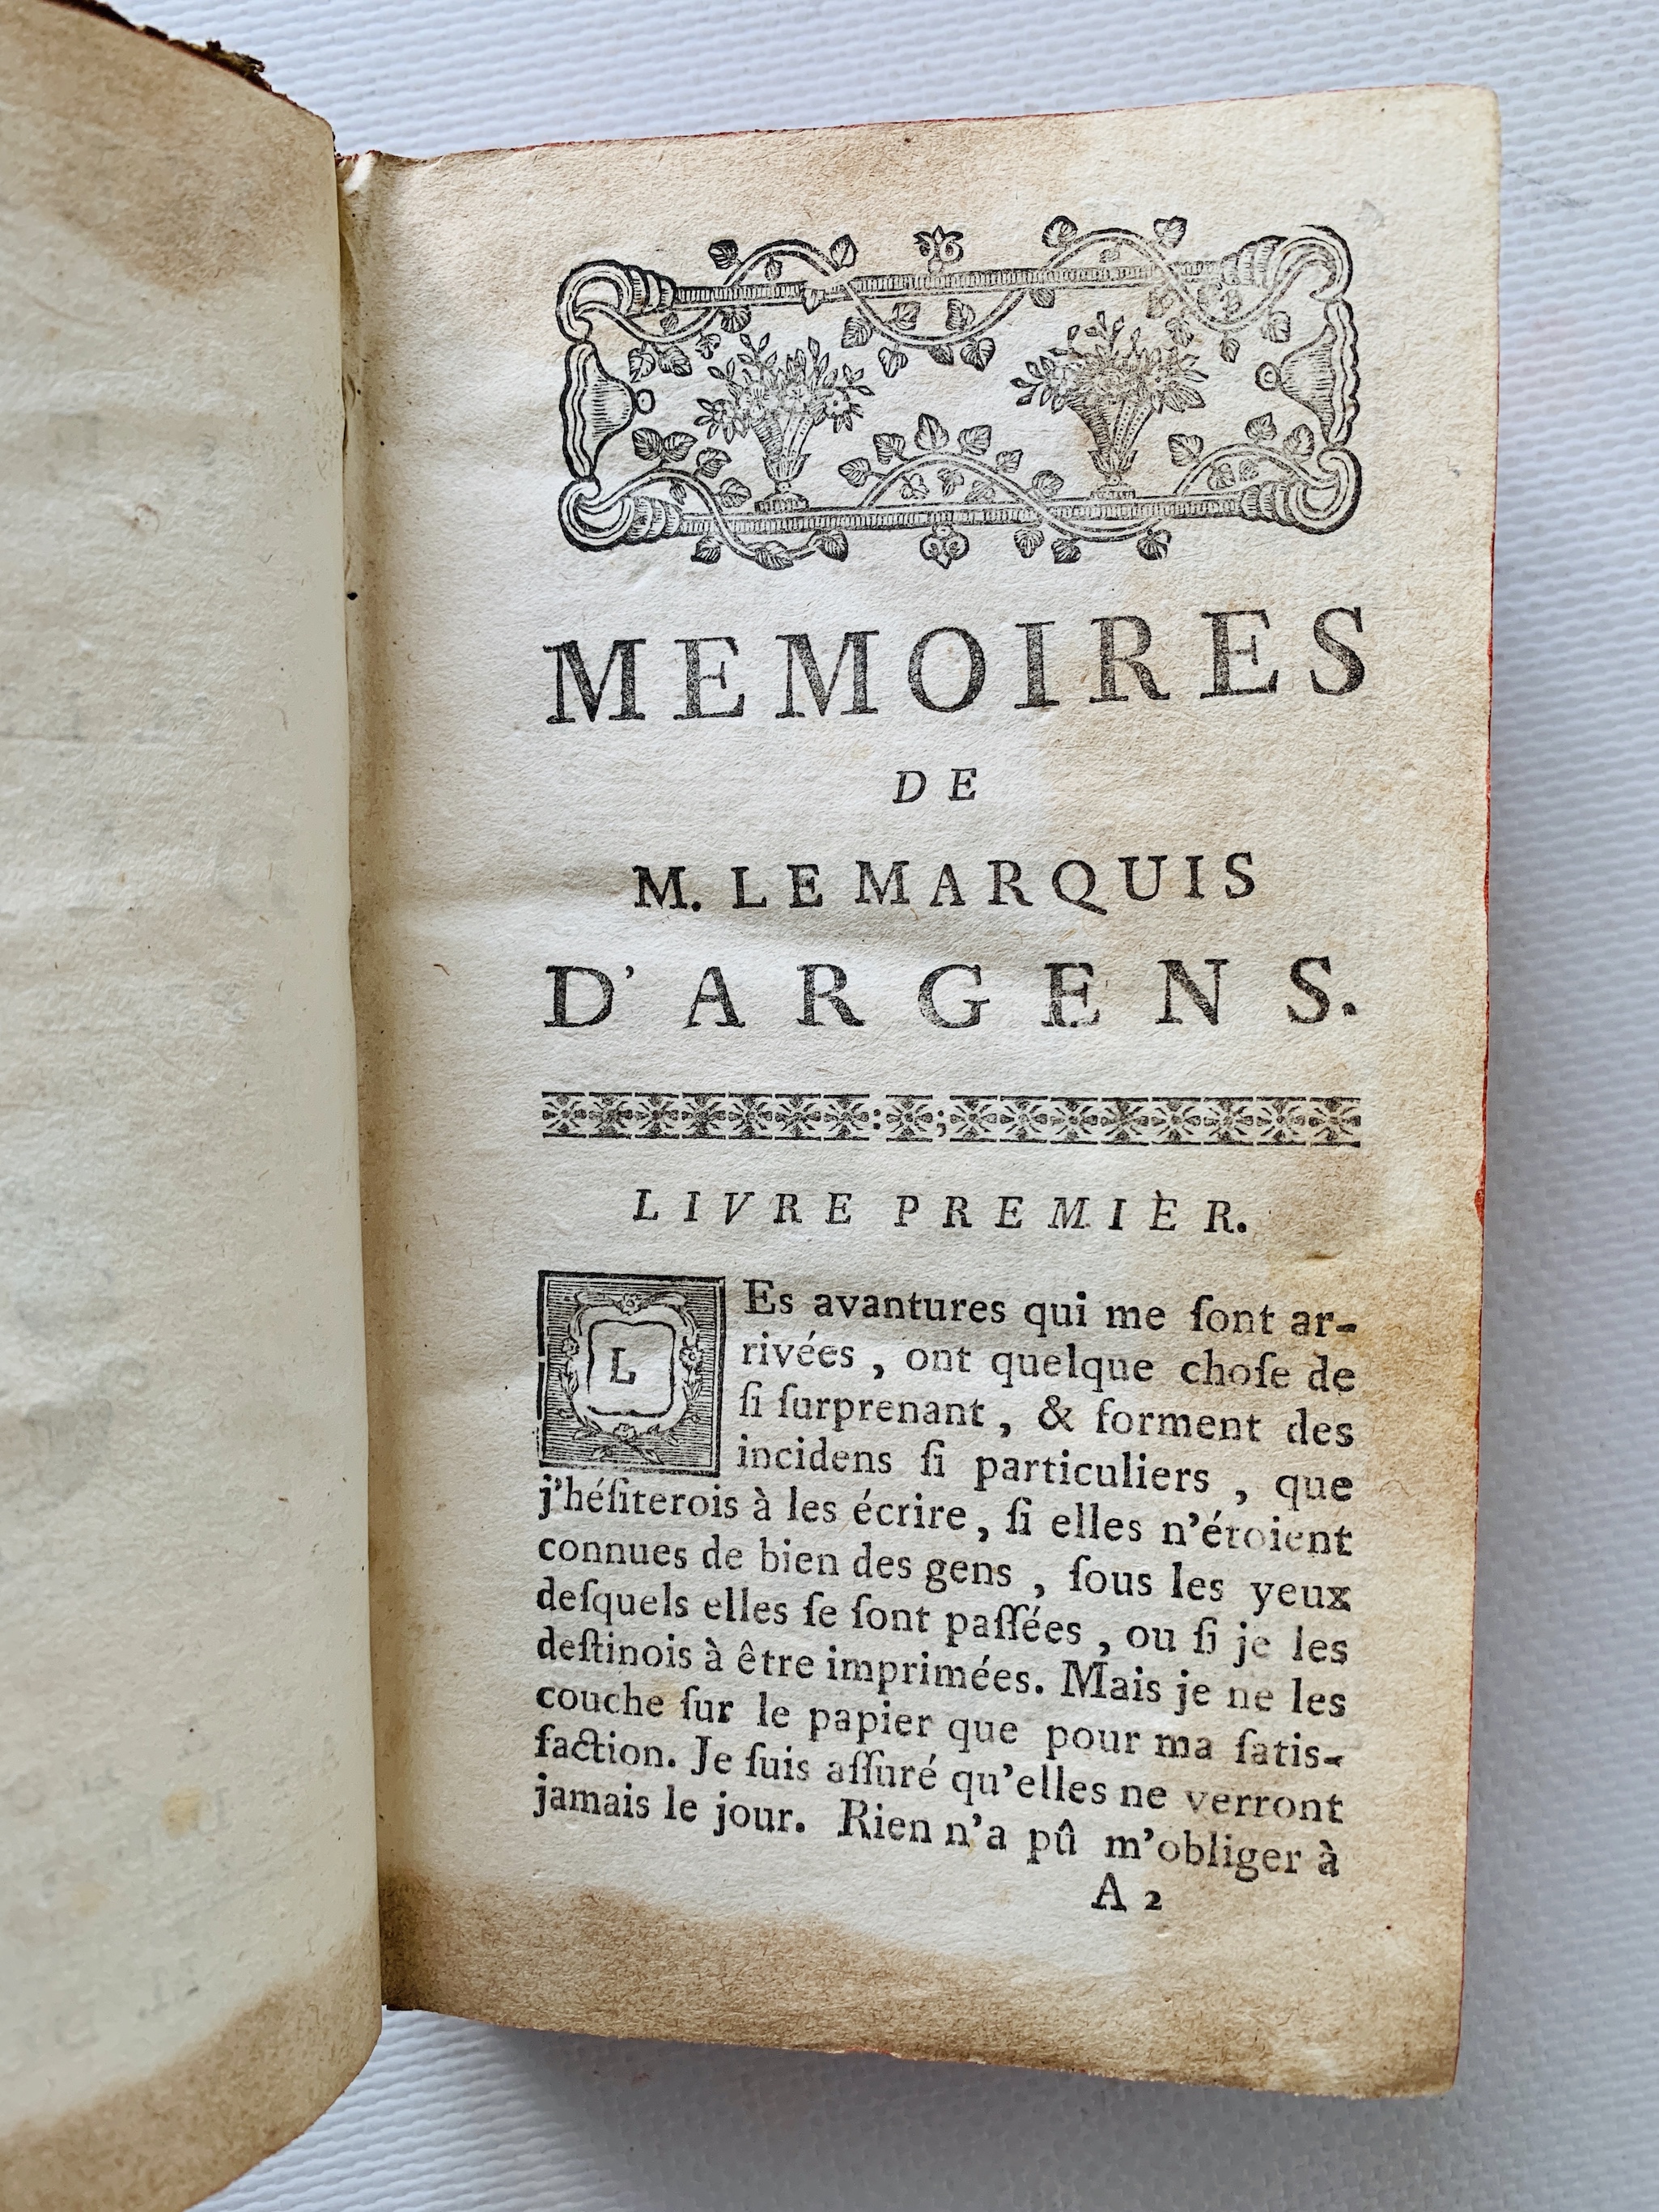 MEMOIRES
DE
M. LE MARQUIS
D'ARGENS.
LIVRE PREMIER.
LEs avantures qui me ſont ar-
rivées, ont quelque choſe de
ſi ſurprenant, & forment des
incidens ſi particuliers, que
j'héſiterois à les écrire, ſi elles n'étoient
connues de bien des gens, ſous les yeux
deſquels elles ſe ſont paſſées, ou ſi je les
deſtinois à être imprimées. Mais je ne les
couche ſur le papier que pour ma ſatis-
faction. Je ſuis aſſuré qu'elles ne verront
jamais le jour. Rien n'a pû m'obliger à
A 2